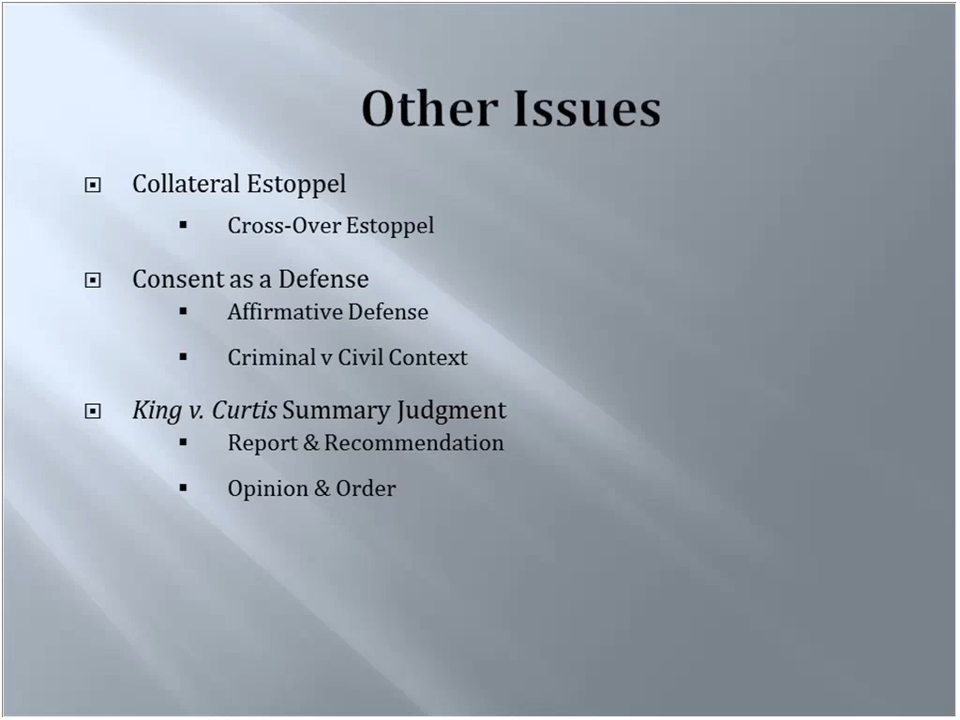 Other Issues
Collateral Estoppel
Cross-Over Estoppel
Consent as a Defense
Affirmative Defense
Criminal v Civil Context
King v. Curtis Summary Judgment
Report & Recommendation
Opinion & Order